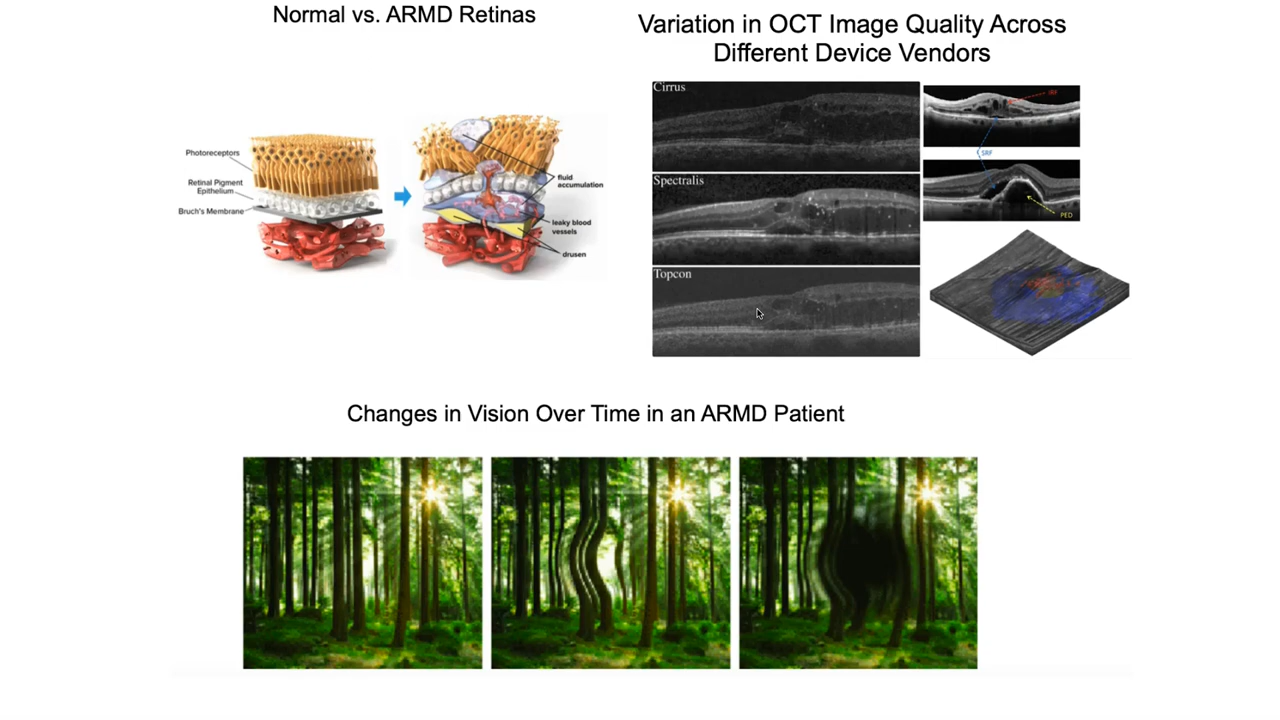 Normal vs. ARMD Retinas
Photoreceptors
Retinal Pigment
Epithelium
Bruch's Membrane
fluid
accumulation
leaky blood
vessels
drusen
Variation in OCT Image Quality Across
Different Device Vendors
Cirrus
Spectralis
Topcon
IRF
SRF
PED
Changes in Vision Over Time in an ARMD Patient